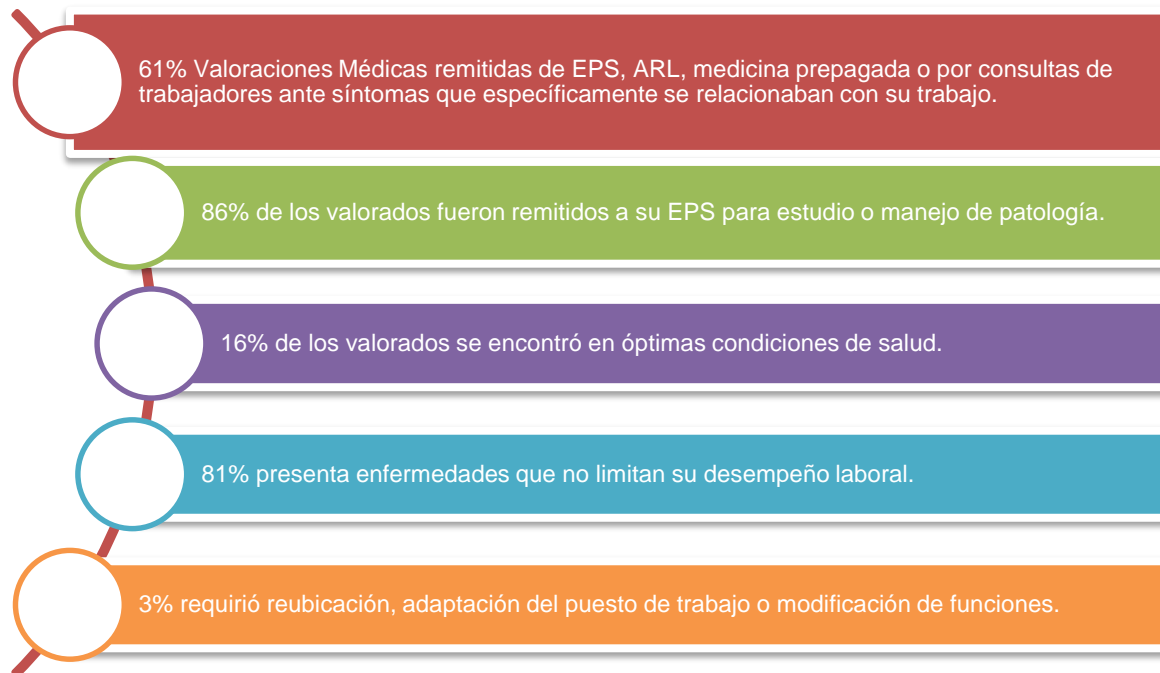 61% Valoraciones Médicas remitidas de EPS, ARL, medicina prepagada o por consultas de
trabajadores ante síntomas que específicamente se relacionaban con su trabajo.
86% de los valorados fueron remitidos a su EPS para estudio o manejo de patología.
16% de los valorados se encontró en óptimas condiciones de salud.
81% presenta enfermedades que no limitan su desempeño laboral.
3% requirió reubicación, adaptación del puesto de trabajo o modificación de funciones.